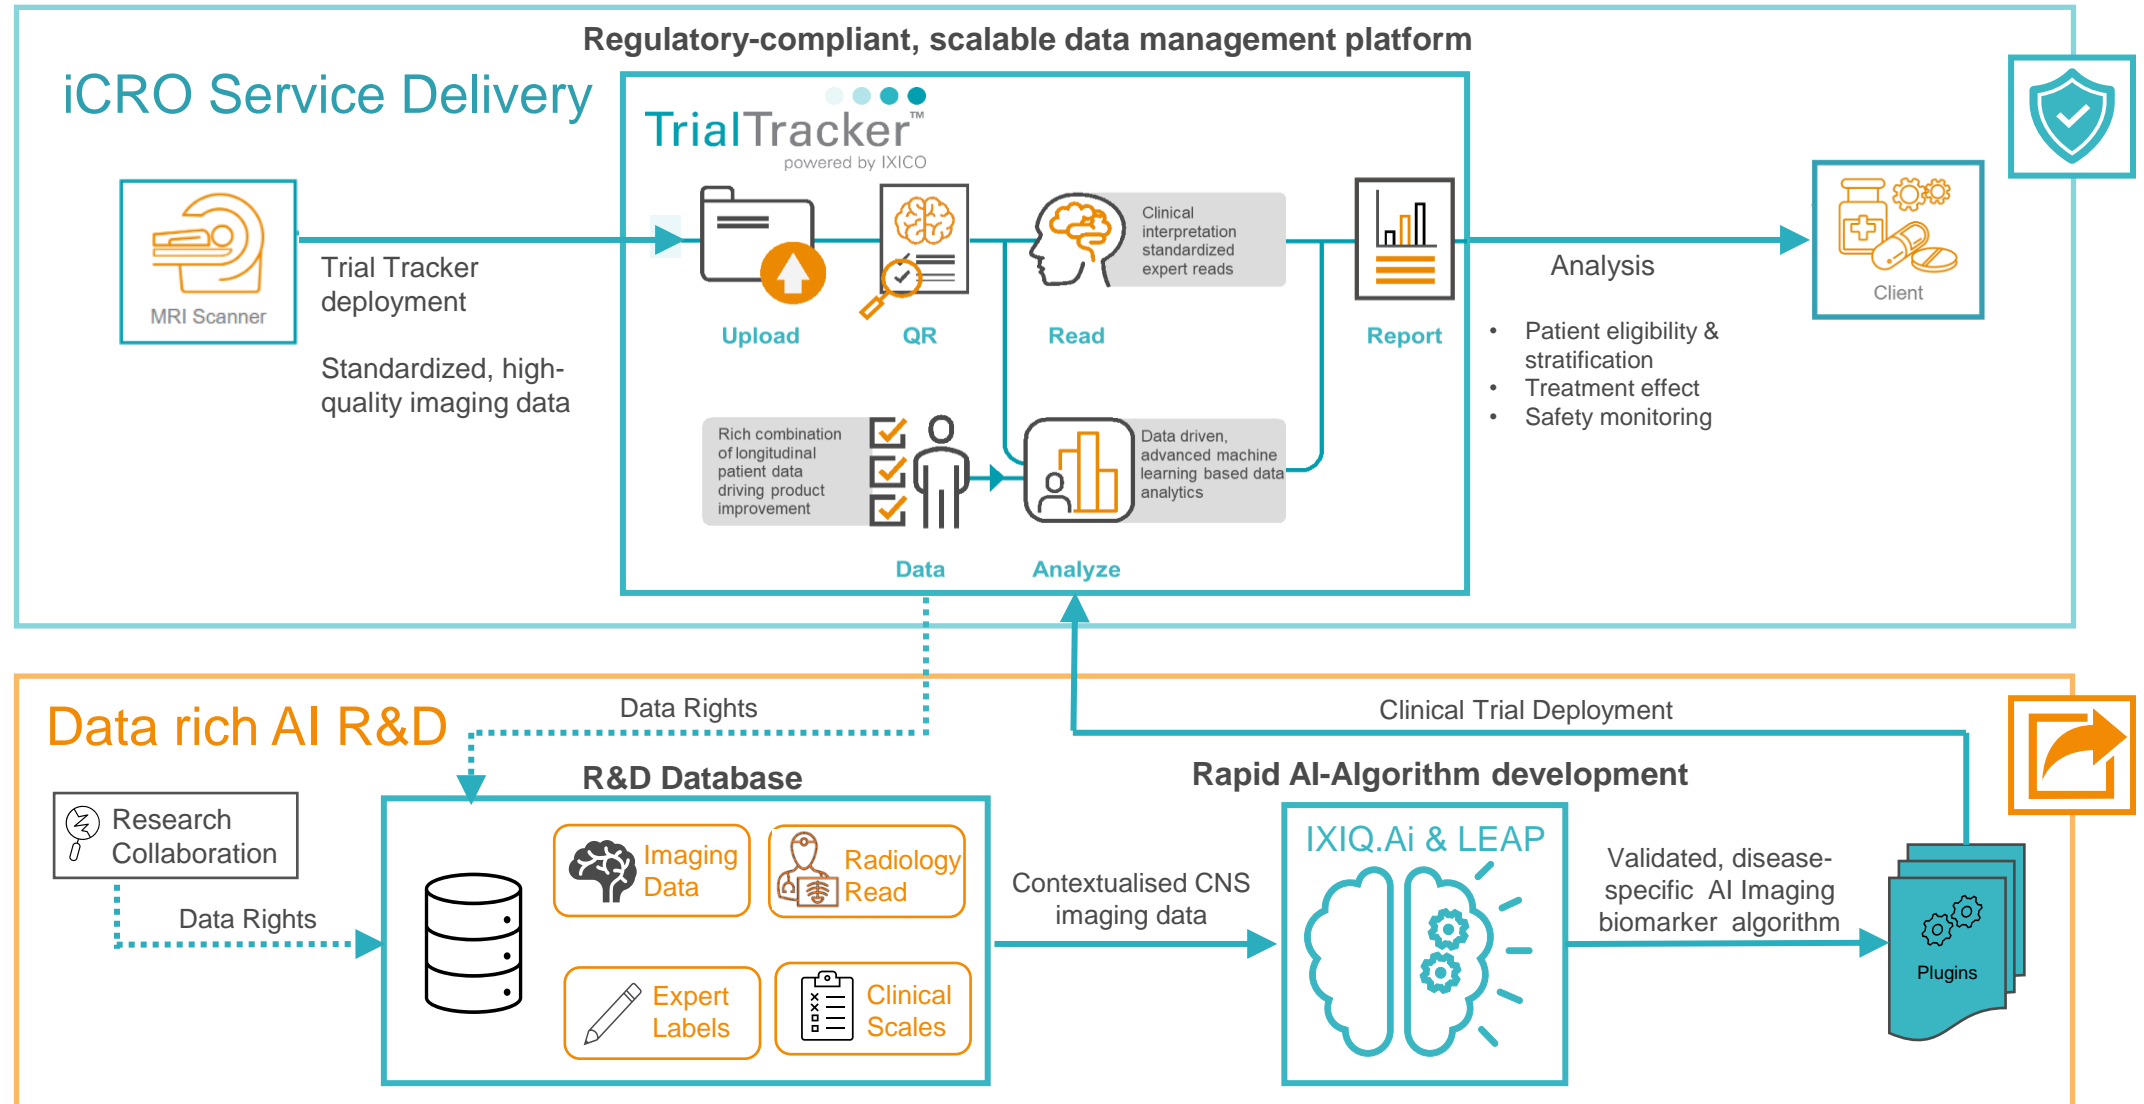 Regulatory-compliant, scalable data management platform
iCRO Service Delivery
TrialTracker™
powered by IXICO
MRI Scanner
Trial Tracker
deployment
Standardized, high-
quality imaging data
Upload
QR
Read
Clinical
interpretation
standardized
expert reads
Report
Analysis
• Patient eligibility &
stratification
• Treatment effect
• Safety monitoring
Client
Rich combination
of longitudinal
patient data
driving product
improvement
Data
Analyze
Data driven,
advanced machine
learning based data
analytics
Data rich AI R&D
Data Rights
Clinical Trial Deployment
R&D Database
Rapid AI-Algorithm development
Research
Collaboration
Data Rights
Imaging
Data
Radiology
Read
Expert
Labels
Clinical
Scales
Contextualised CNS
imaging data
IXIQ.Ai & LEAP
Validated, disease-
specific AI Imaging
biomarker algorithm
Plugins